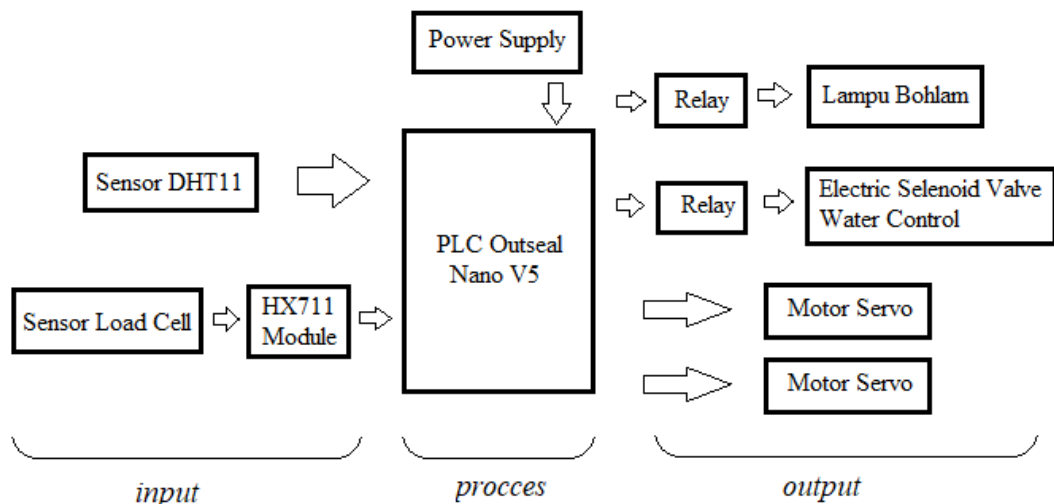 Power Supply
Relay
Lampu Bohlam
Sensor DHT11
Relay
Electric Selenoid Valve
Water Control
PLC Outseal
Nano V5
Sensor Load Cell
HX711
Module
Motor Servo
Motor Servo
input
procces
output